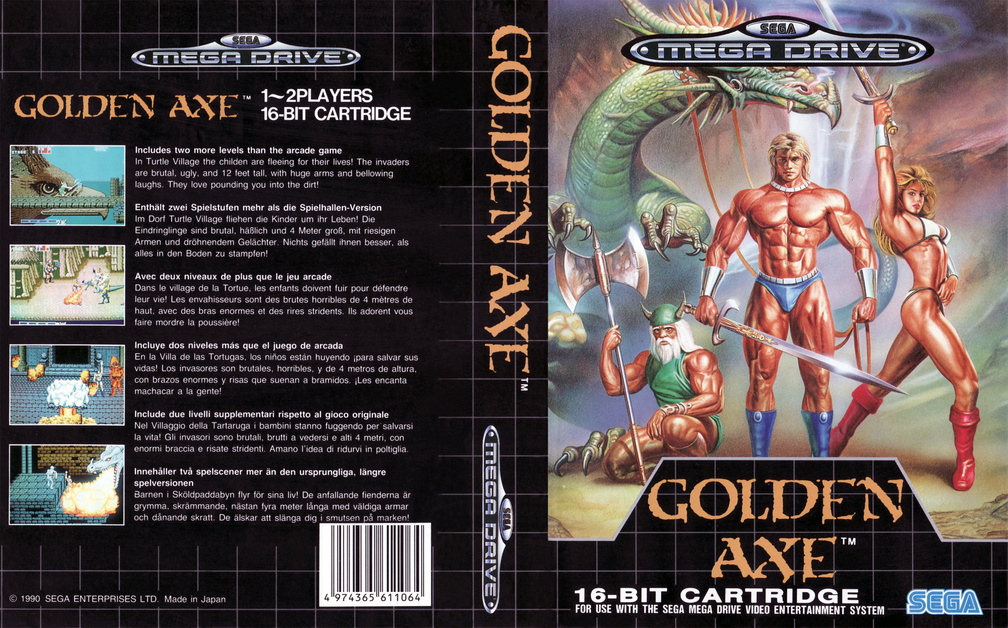 SEGA
MEGA DRIVE
GOLDEN AXE™
1~2PLAYERS
16-BIT CARTRIDGE
Includes two more levels than the arcade game
In Turtle Village the childen are fleeing for their lives! The invaders
are brutal, ugly, and 12 feet tall, with huge arms and bellowing
laughs. They love pounding you into the dirt!
Enthält zwei Spielstufen mehr als die Spielhallen-Version
Im Dorf Turtle Village fliehen die Kinder um ihr Leben! Die
Eindringlinge sind brutal, häßlich und 4 Meter groß, mit riesigen
Armen und dröhnendem Gelächter. Nichts gefällt ihnen besser, als
alles in den Boden zu stampfen!
Avec deux niveaux de plus que le jeu arcade
Dans le village de la Tortue, les enfants doivent fuir pour défendre
leur vie! Les envahisseurs sont des brutes horribles de 4 mètres de
haut, avec des bras enormes et des rires stridents. Ils adorent vous
faire mordre la poussière!
Incluye dos niveles más que el juego de arcada
En la Villa de las Tortugas, los niños están huyendo ¡para salvar sus
vidas! Los invasores son brutales, horribles, y de 4 metros de altura,
con brazos enormes y risas que suenan a bramidos. ¡Les encanta
machacar a la gente!
Include due livelli supplementari rispetto al gioco originale
Nel Villaggio della Tartaruga i bambini stanno fuggendo per salvarsi
la vita! Gli invasori sono brutali, brutti a vedersi e alti 4 metri, con
enormi braccia e risate stridenti. Amano l'idea di ridurvi in poltiglia.
Innehåller två spelscener mer än den ursprungliga, längre
spelversionen
Barnen i Sköldpaddabyn flyr för sina liv! De anfallande fienderna är
grymma, skrämmande, nästan fyra meter långa med väldiga armar
och dånande skratt. De älskar att slänga dig i smutsen på marken!
4 974365 611064
© 1990 SEGA ENTERPRISES LTD. Made in Japan
GOLDEN AXE™
SEGA
MEGA DRIVE
SEGA
MEGA DRIVE
GOLDEN
AXE™
16-BIT CARTRIDGE
FOR USE WITH THE SEGA MEGA DRIVE VIDEO ENTERTAINMENT SYSTEM
SEGA